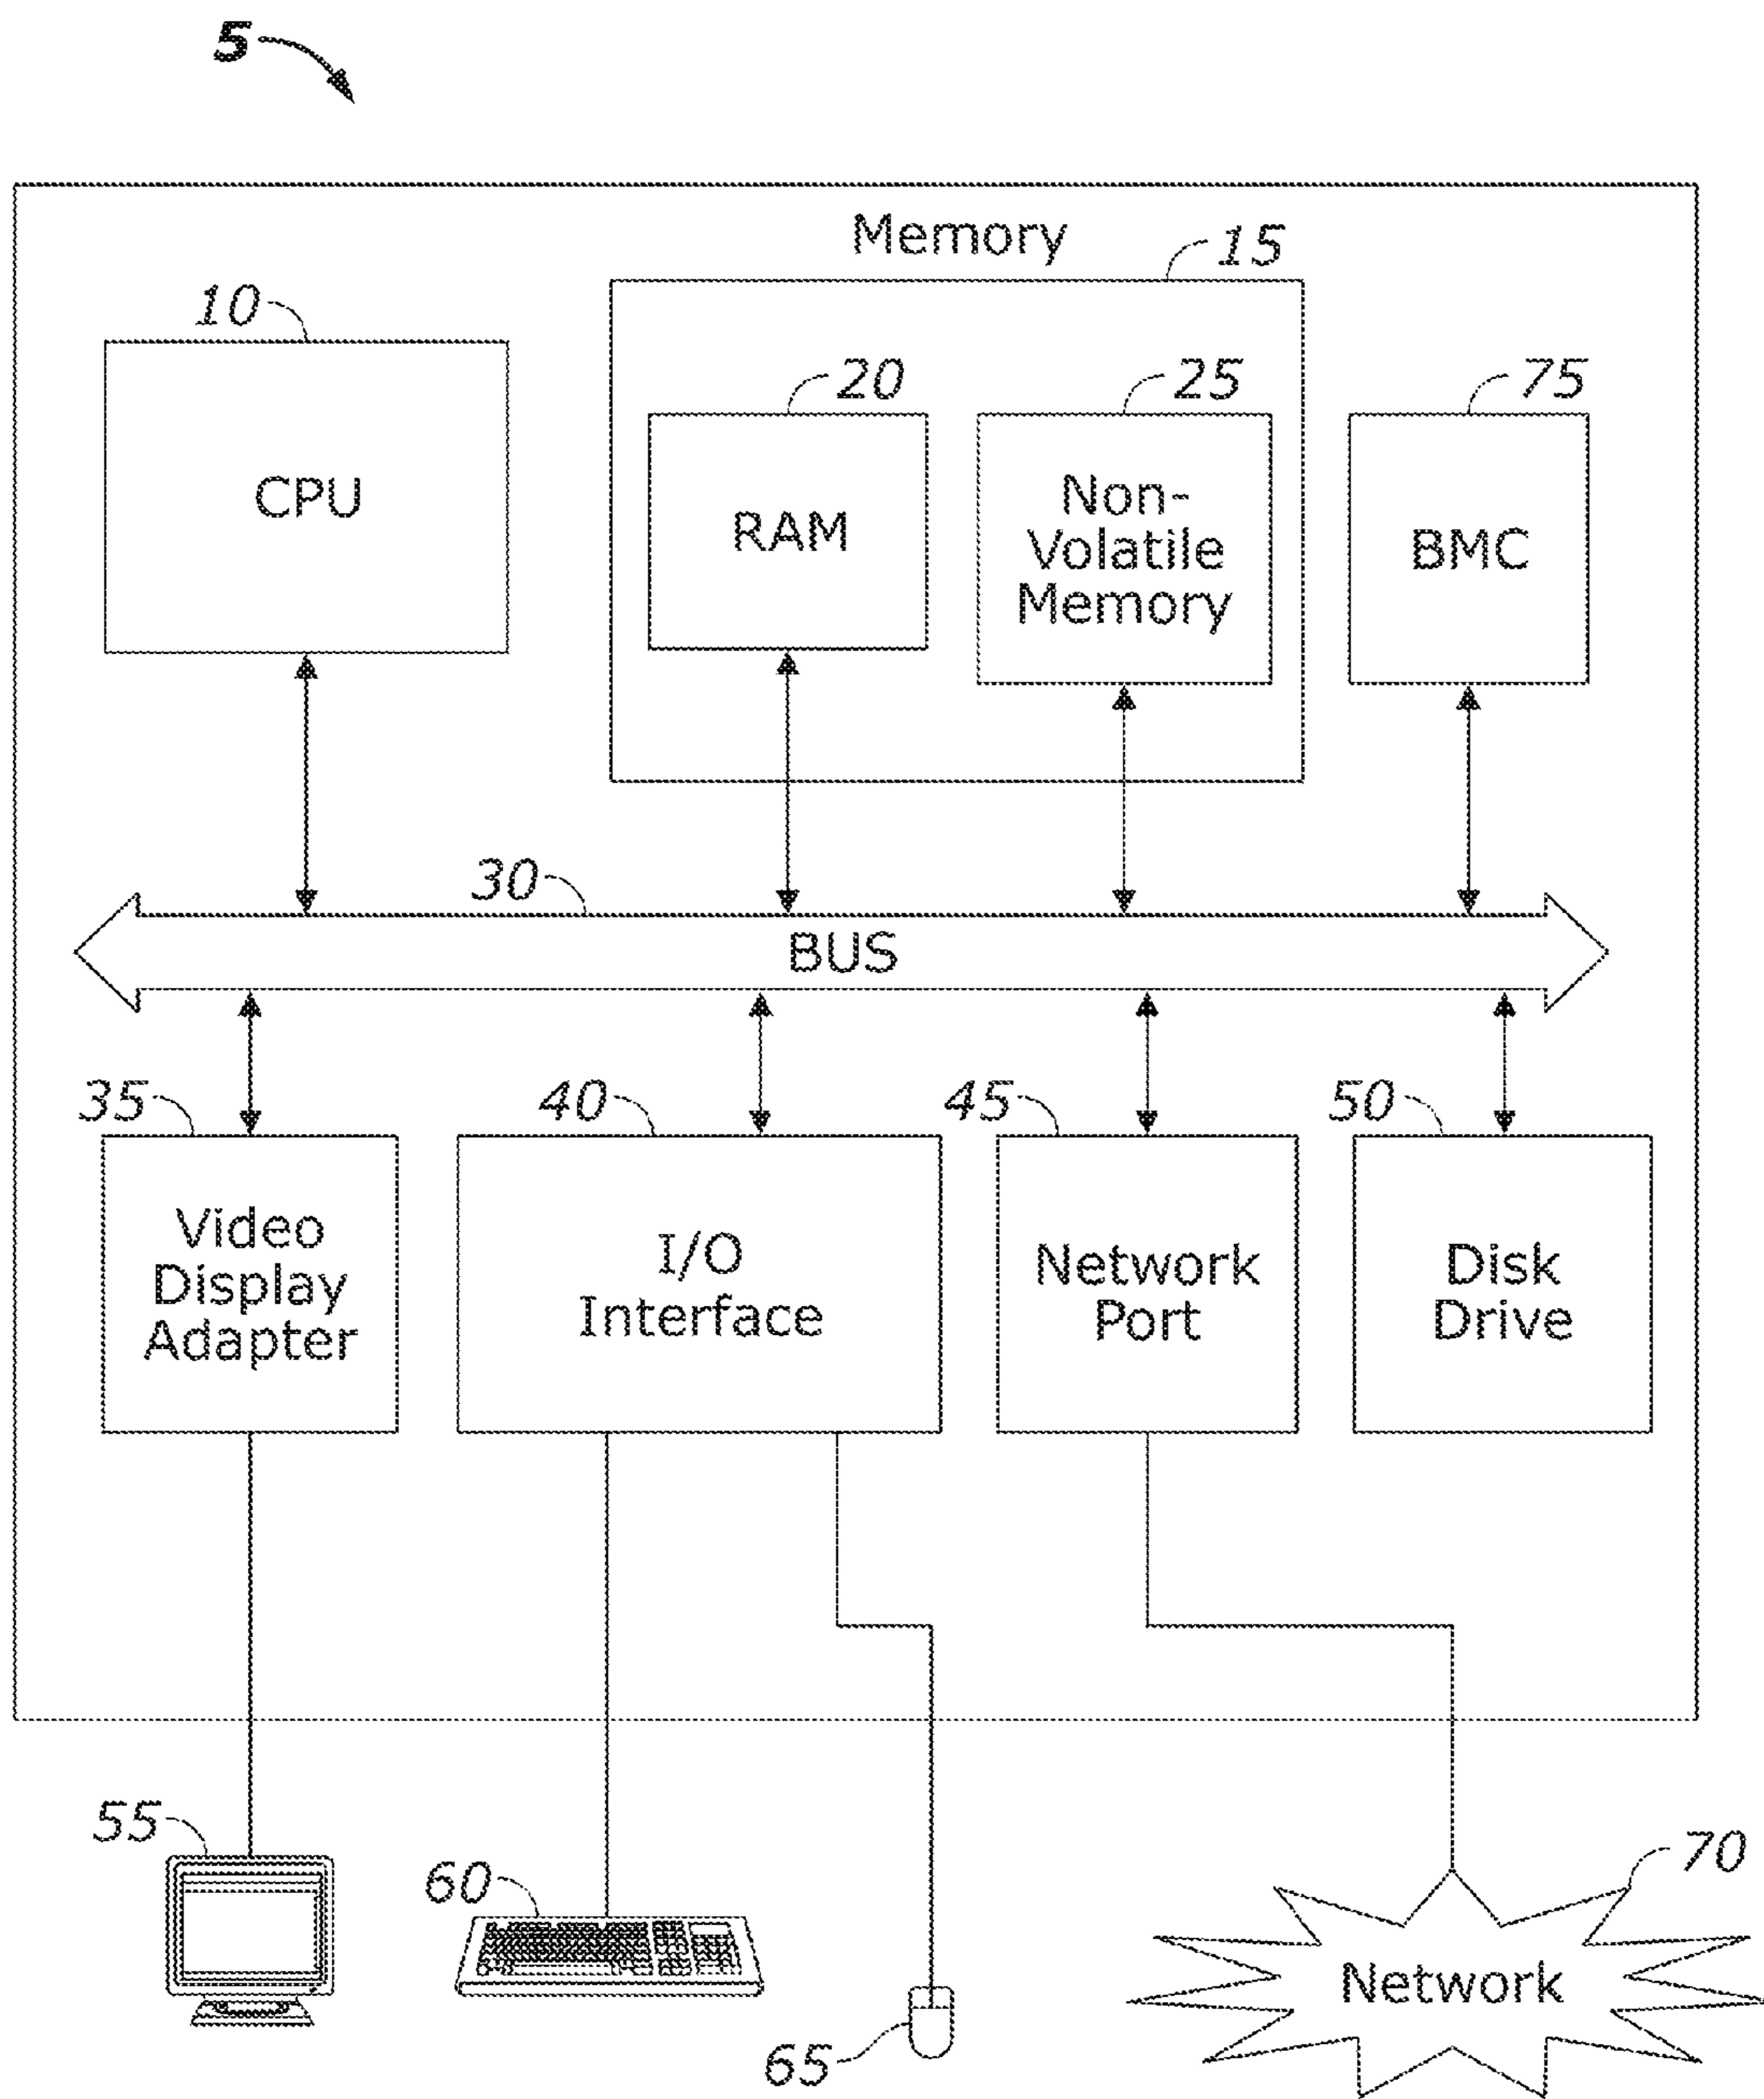 5
Memory
15
10
20
25
75
CPU
RAM
Non-
Volatile
Memory
BMC
30
BUS
35
40
45
50
Video
Display
Adapter
I/O
Interface
Network
Port
Disk
Drive
55
60
65
70
Network